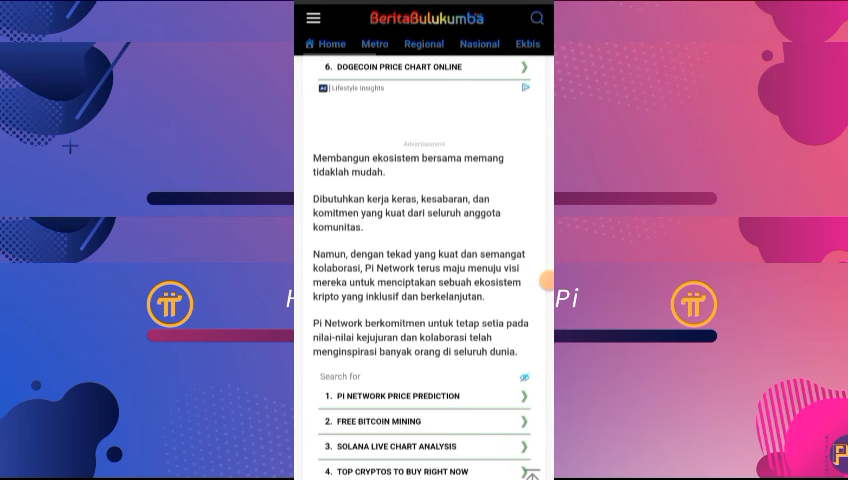 BeritaBulukumba
Home Metro Regional Nasional Ekbis
6. DOGECOIN PRICE CHART ONLINE
Ad | Lifestyle Insights
Advertisement
Membangun ekosistem bersama memang
tidaklah mudah.
Dibutuhkan kerja keras, kesabaran, dan
komitmen yang kuat dari seluruh anggota
komunitas.
Namun, dengan tekad yang kuat dan semangat
kolaborasi, Pi Network terus maju menuju visi
mereka untuk menciptakan sebuah ekosistem
kripto yang inklusif dan berkelanjutan.
H Pi
Pi Network berkomitmen untuk tetap setia pada
nilai-nilai kejujuran dan kolaborasi telah
menginspirasi banyak orang di seluruh dunia.
Search for
1. PI NETWORK PRICE PREDICTION
2. FREE BITCOIN MINING
3. SOLANA LIVE CHART ANALYSIS
4. TOP CRYPTOS TO BUY RIGHT NOW